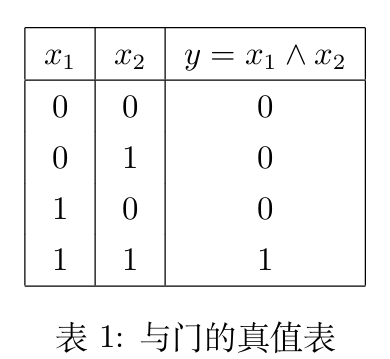 x₁ x₂ y = x₁ ∧ x₂
0 0 0
0 1 0
1 0 0
1 1 1
表 1: 与门的真值表